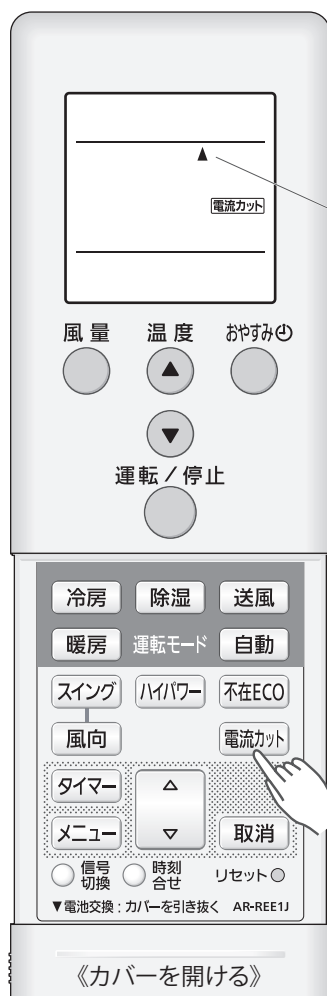 電流カット
風量 温度 おやすみ
運転／停止
冷房 除湿 送風
暖房 運転モード 自動
スイング ハイパワー 不在ECO
風向 電流カット
タイマー
メニュー 取消
信号切換 時刻合せ リセット
▼電池交換：カバーを引き抜く AR-REE1J
《カバーを開ける》